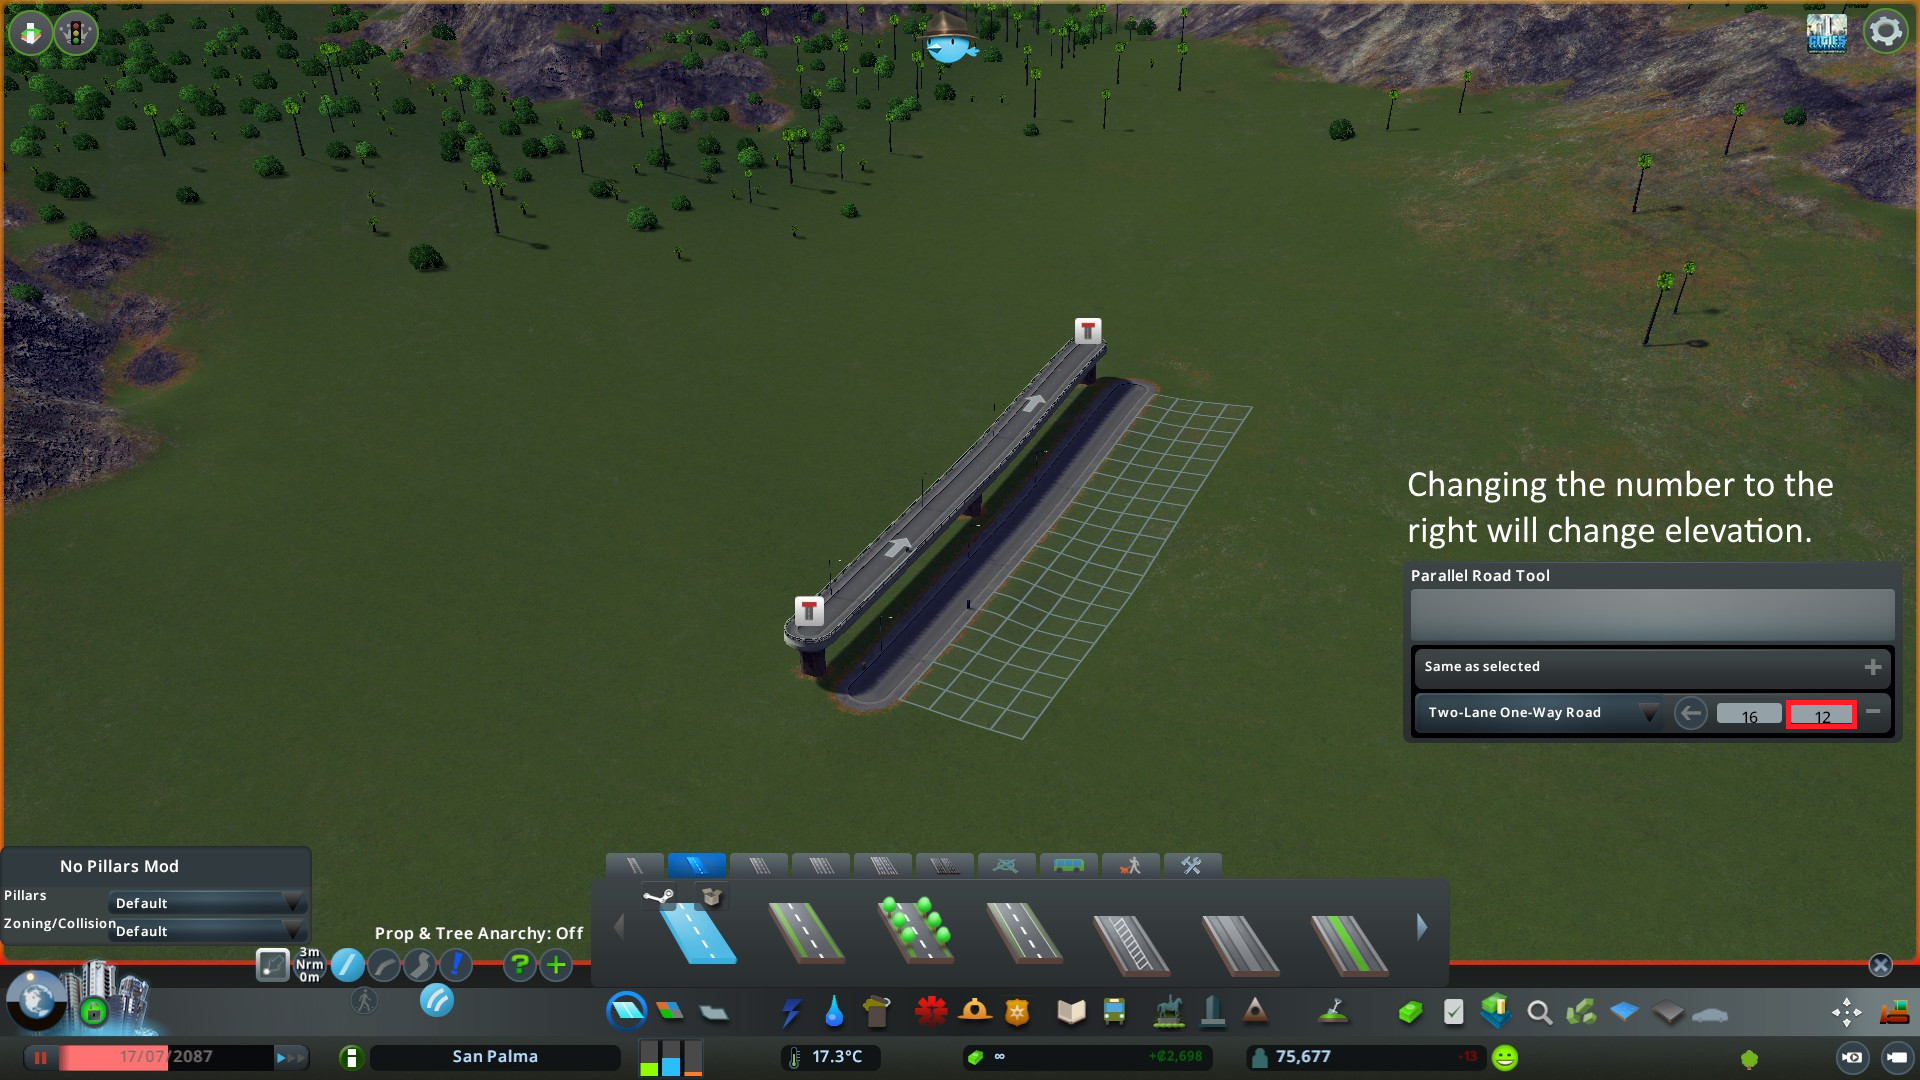 CITIES
T
T
Changing the number to the
right will change elevation.
Parallel Road Tool
Same as selected
Two-Lane One-Way Road
16
12
No Pillars Mod
Pillars
Default
Zoning/Collision
Default
Prop & Tree Anarchy: Off
3m
Nrm
0m
17/07/2087
San Palma
17.3°C
∞
+₡2,698
75,677
-13